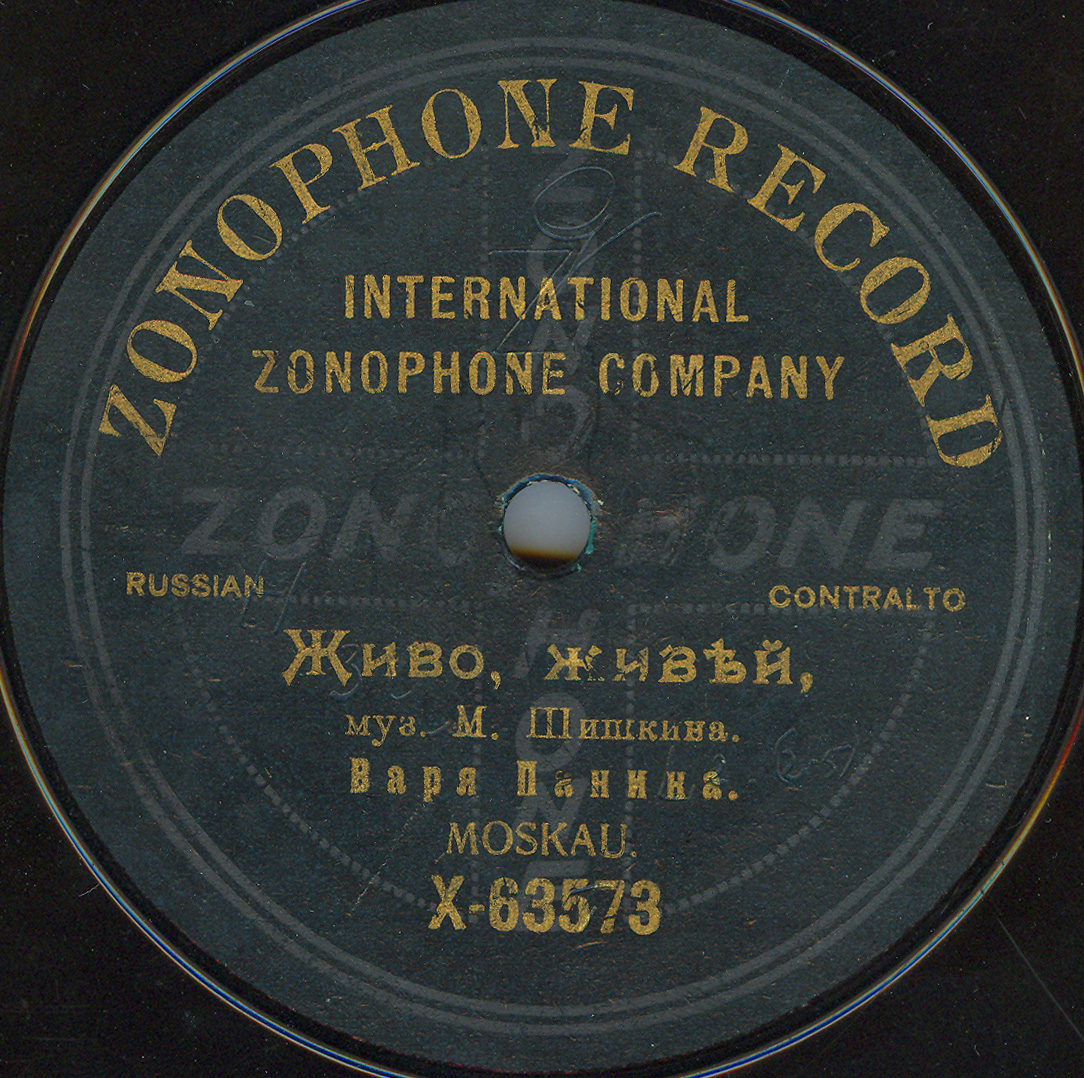 ZONOPHONE RECORD
INTERNATIONAL
ZONOPHONE COMPANY
ZONOPHONE
RUSSIAN
CONTRALTO
Живо, живѣй,
муз. М. Шишкина.
Варя Панина.
MOSKAU.
X-63573